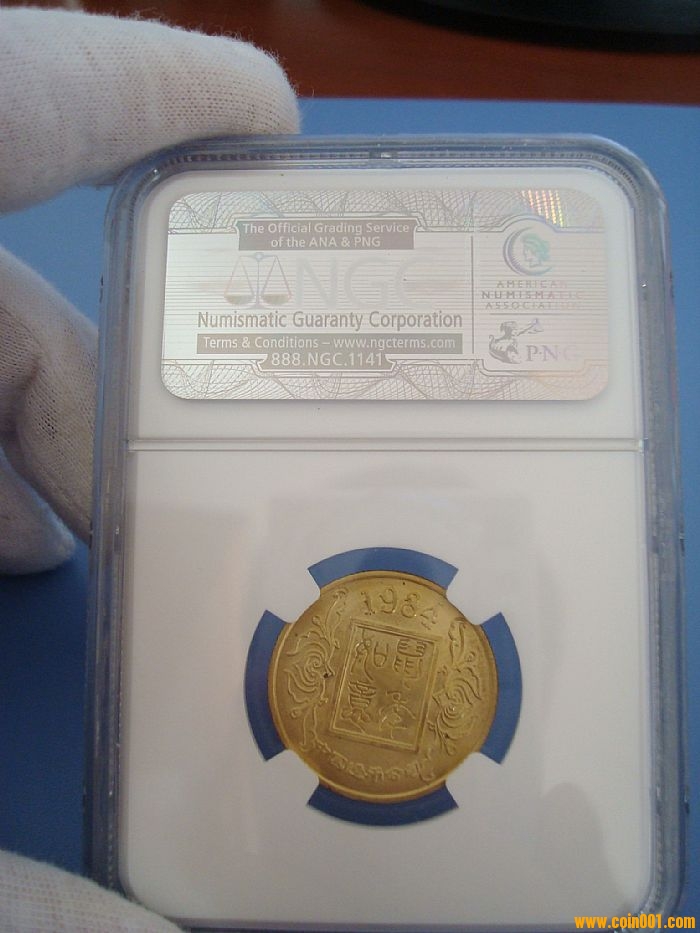 The Official Grading Service
of the ANA & PNG
NGC
Numismatic Guaranty Corporation
Terms & Conditions – www.ngcterms.com
888.NGC.1141
AMERICAN
NUMISMATIC
ASSOCIATION
P·N·G
1984
www.coin001.com